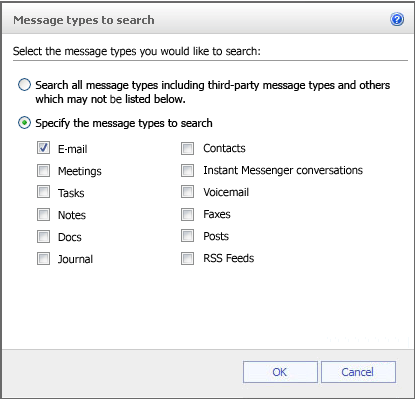 Message types to search
?
Select the message types you would like to search:
Search all message types including third-party message types and others
which may not be listed below.
Specify the message types to search
E-mail
Contacts
Meetings
Instant Messenger conversations
Tasks
Voicemail
Notes
Faxes
Docs
Posts
Journal
RSS Feeds
OK
Cancel